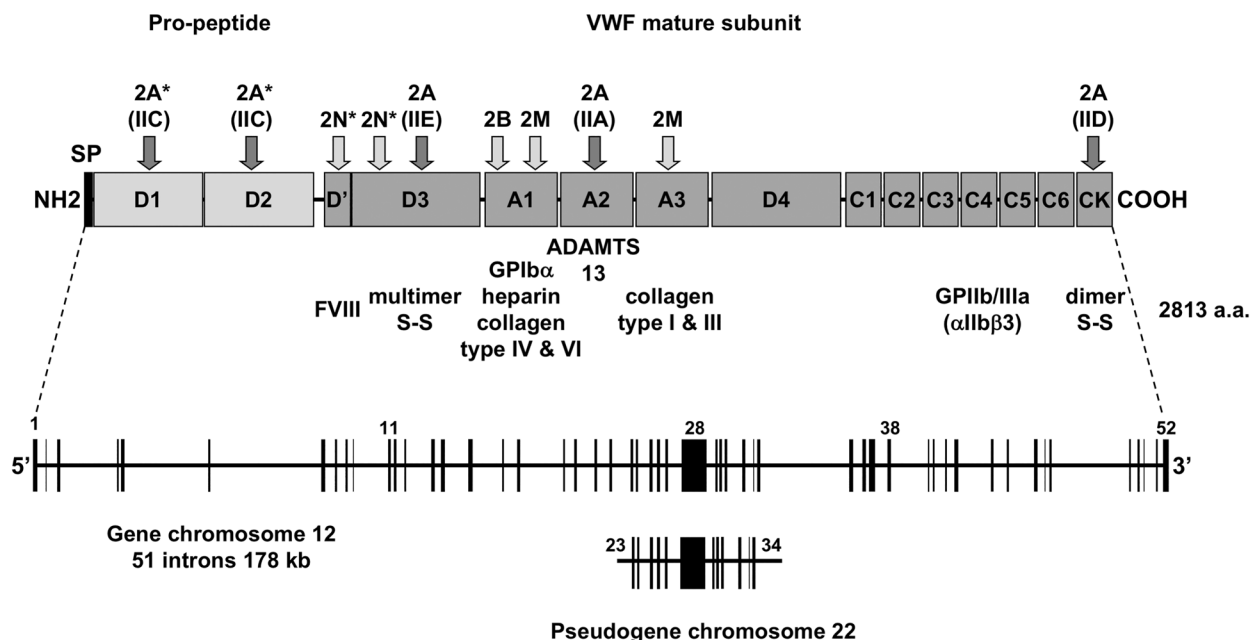 Pro-peptide VWF mature subunit
2A* 2A* 2A 2A 2A
(IIC) (IIC) 2N* 2N* (IIE) 2B 2M (IIA) 2M (IID)
SP
NH2 D1 D2 D' D3 A1 A2 A3 D4 C1 C2 C3 C4 C5 C6 CK COOH
ADAMTS
13
FVIII
multimer
S-S
GPIbα
heparin
collagen
type IV & VI
collagen
type I & III
GPIIb/IIIa
(αIIbβ3)
dimer
S-S
2813 a.a.
1 11 28 38 52
5' 3'
Gene chromosome 12
51 introns 178 kb
23 34
Pseudogene chromosome 22